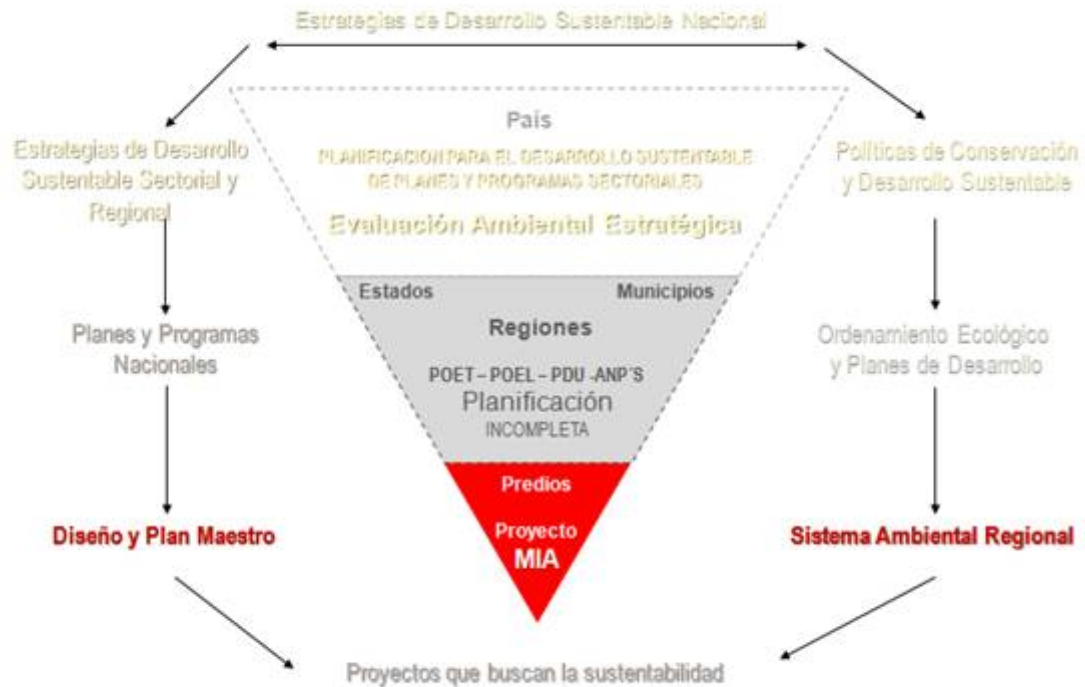 Estrategias de Desarrollo Sustentable Nacional
País
Estrategias de Desarrollo
Sustentable Sectorial y
Regional
PLANIFICACION PARA EL DESARROLLO SUSTENTABLE
DE PLANES Y PROGRAMAS SECTORIALES
Evaluación Ambiental Estratégica
Políticas de Conservación
y Desarrollo Sustentable
Estados
Municipios
Regiones
Planes y Programas
Nacionales
POET – POEL – PDU -ANP´S
Planificación
INCOMPLETA
Ordenamiento Ecológico
y Planes de Desarrollo
Predios
Proyecto
MIA
Diseño y Plan Maestro
Sistema Ambiental Regional
Proyectos que buscan la sustentabilidad